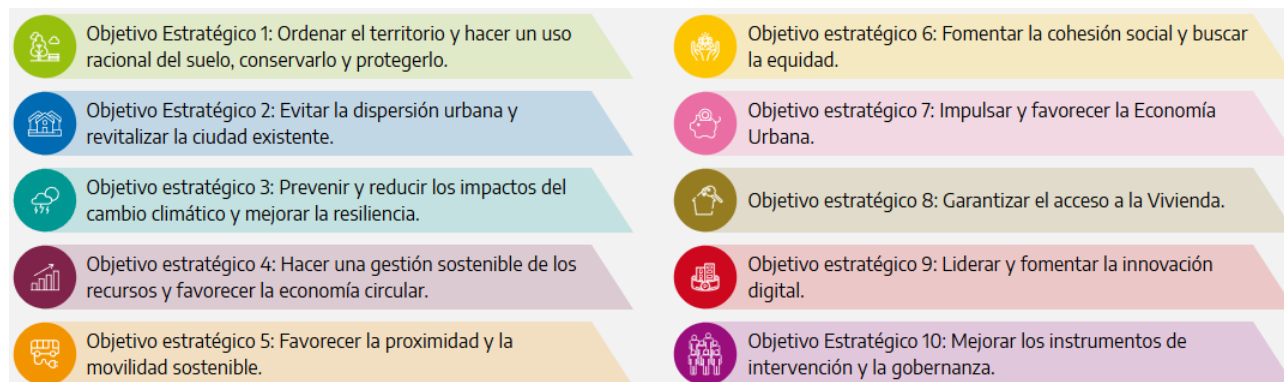 Objetivo Estratégico 1: Ordenar el territorio y hacer un uso
racional del suelo, conservarlo y protegerlo.
Objetivo Estratégico 2: Evitar la dispersión urbana y
revitalizar la ciudad existente.
Objetivo estratégico 3: Prevenir y reducir los impactos del
cambio climático y mejorar la resiliencia.
Objetivo estratégico 4: Hacer una gestión sostenible de los
recursos y favorecer la economía circular.
Objetivo estratégico 5: Favorecer la proximidad y la
movilidad sostenible.
Objetivo estratégico 6: Fomentar la cohesión social y buscar
la equidad.
Objetivo estratégico 7: Impulsar y favorecer la Economía
Urbana.
Objetivo estratégico 8: Garantizar el acceso a la Vivienda.
Objetivo estratégico 9: Liderar y fomentar la innovación
digital.
Objetivo Estratégico 10: Mejorar los instrumentos de
intervención y la gobernanza.